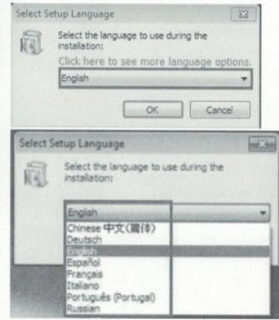 Select Setup Language
Select the language to use during the
installation:
Click here to see more language options.
English
OK
Cancel
Select Setup Language
Select the language to use during the
installation:
English
Chinese 中文(圖体)
Deutsch
English
Español
Français
Italiano
Português (Portugal)
Russian